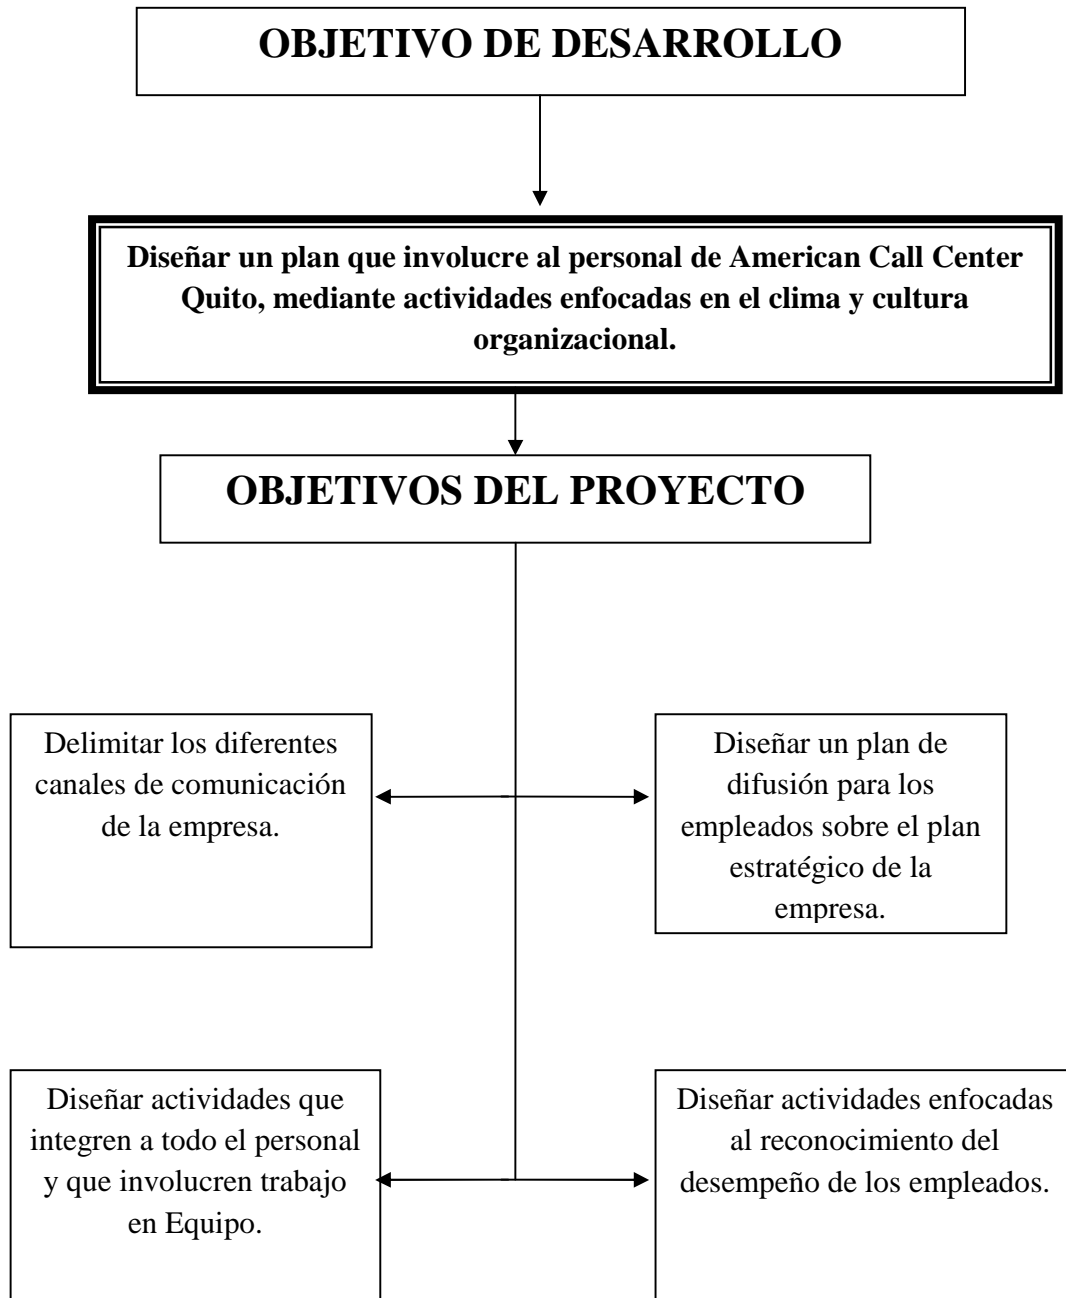 OBJETIVO DE DESARROLLO
Diseñar un plan que involucre al personal de American Call Center
Quito, mediante actividades enfocadas en el clima y cultura
organizacional.
OBJETIVOS DEL PROYECTO
Delimitar los diferentes
canales de comunicación
de la empresa.
Diseñar un plan de
difusión para los
empleados sobre el plan
estratégico de la
empresa.
Diseñar actividades que
integren a todo el personal
y que involucren trabajo
en Equipo.
Diseñar actividades enfocadas
al reconocimiento del
desempeño de los empleados.